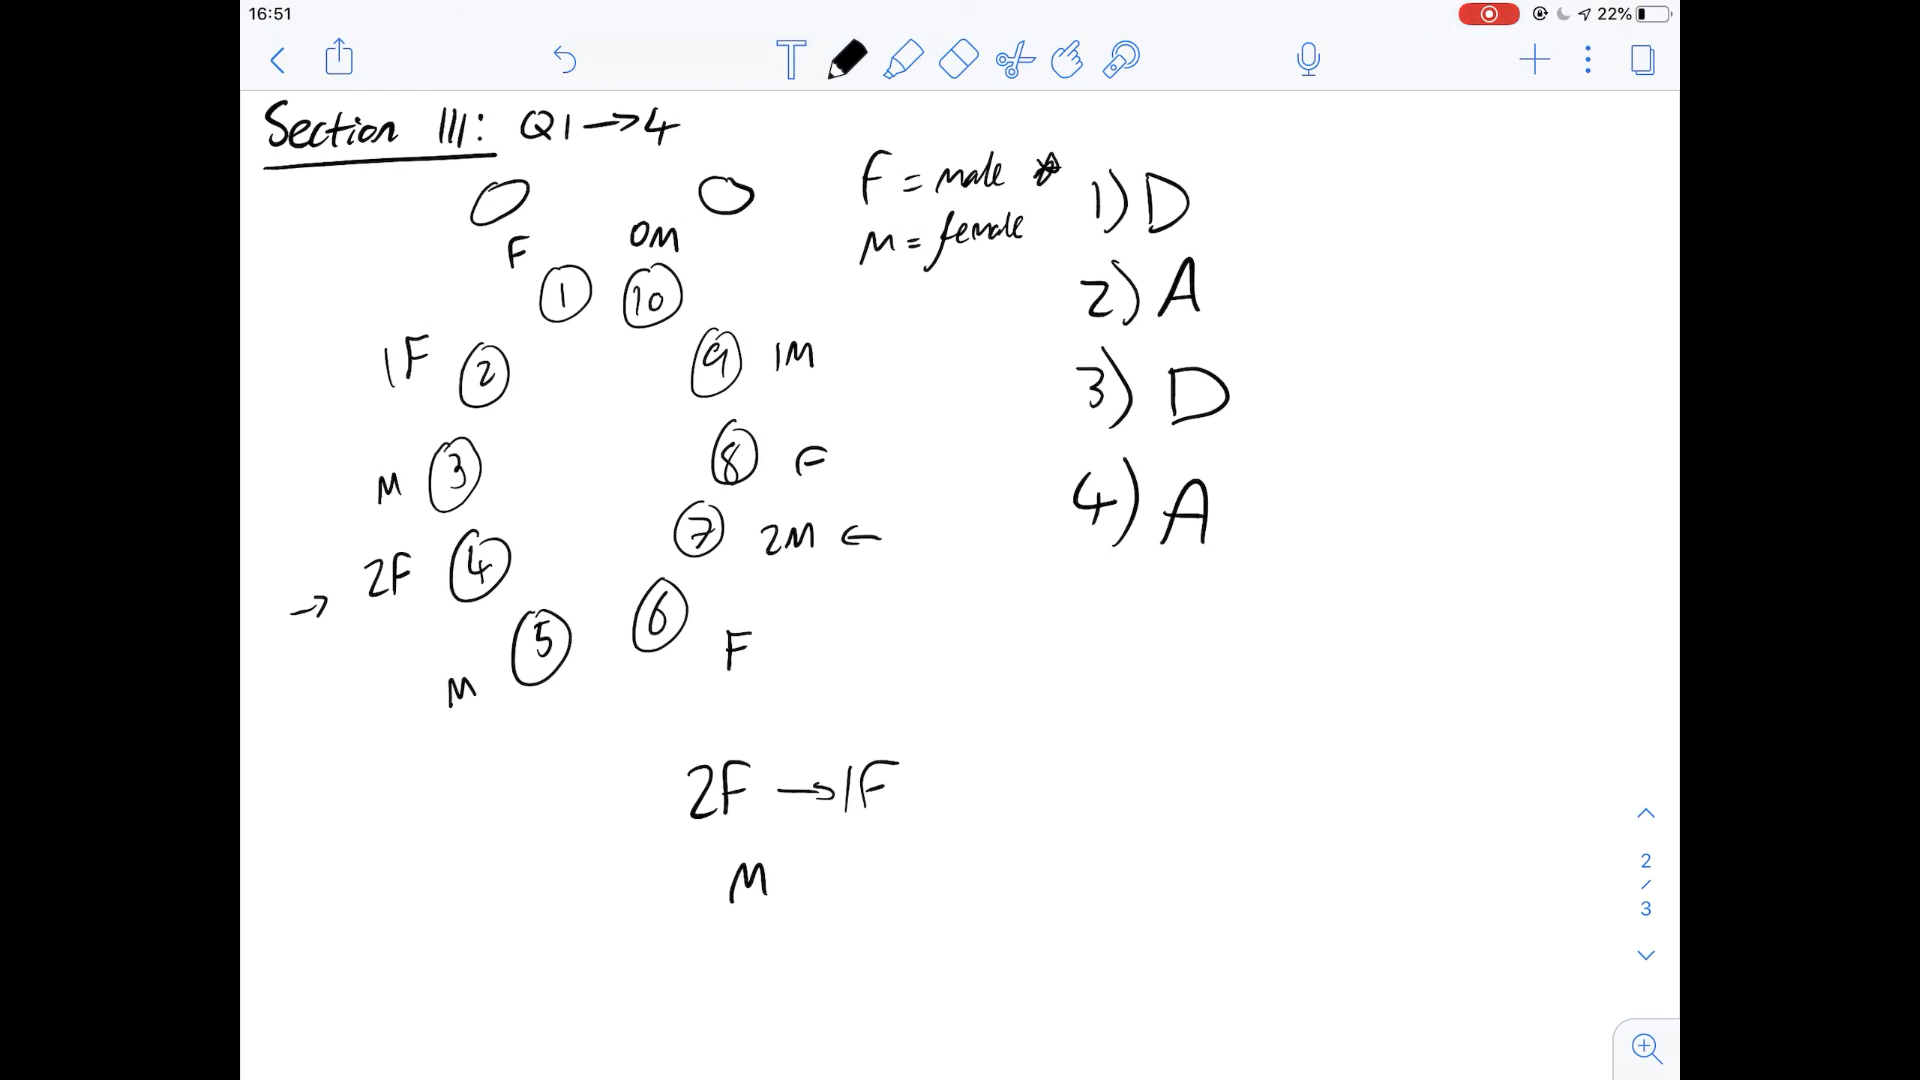 16:51
22%
T
Section III: Q1→4
F = male
M = female
F
0M
1
10
1F
2
9
1M
M
3
8
F
2F
4
7
2M ←
→
5
6
F
M
1) D
2) A
3) D
4) A
2F → 1F
M
2
/
3